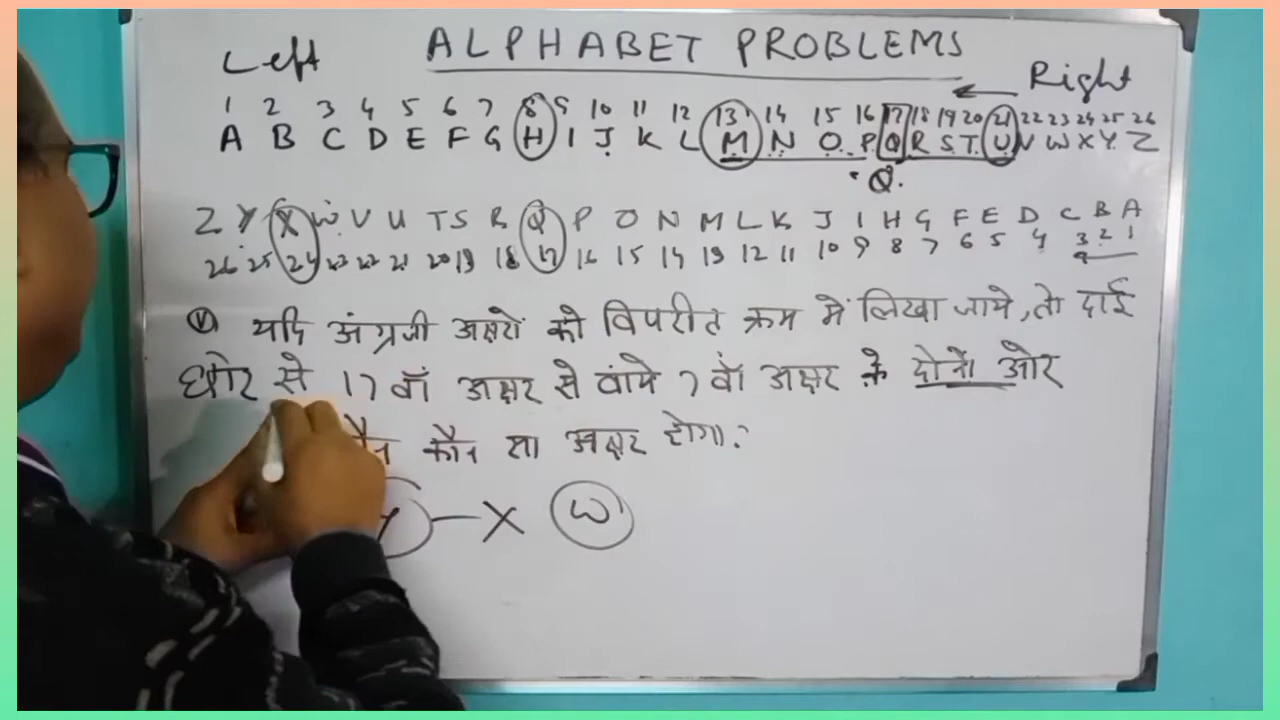 ALPHABET PROBLEMS
Left
Right
1 2 3 4 5 6 7 8 9 10 11 12 13 14 15 16 17 18 19 20 21 22 23 24 25 26
A B C D E F G H I J K L M N O P Q R S T U V W X Y Z
Q.
Z Y X W V U T S R Q P O N M L K J I H G F E D C B A
26 25 24 23 22 21 20 19 18 17 16 15 14 13 12 11 10 9 8 7 6 5 4 3 2 1
यदि अंग्रजी अक्षरों को विपरीत क्रम में लिखा जाये, तो दाई
ओर से 17 वॉ अक्षर से बांये 7 वॉ अक्षर के दोनों ओर
कौन सा अक्षर होगा?
Y — X W